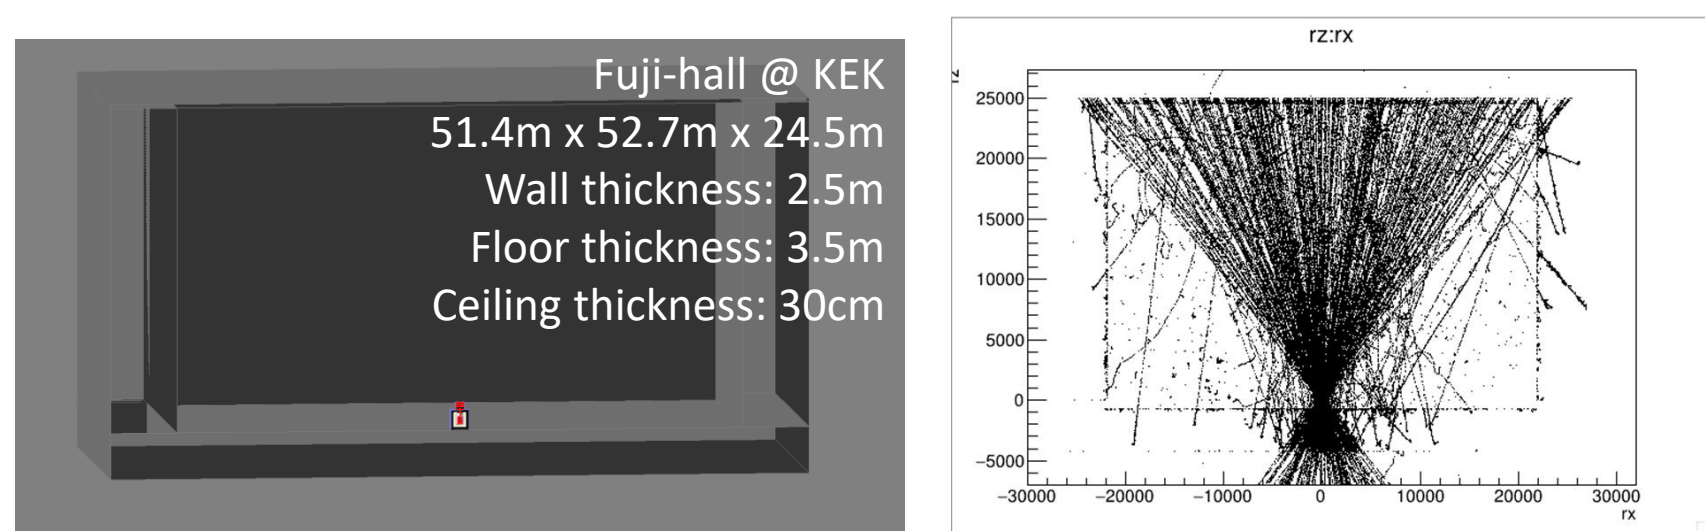 Fuji-hall @ KEK
51.4m x 52.7m x 24.5m
Wall thickness: 2.5m
Floor thickness: 3.5m
Ceiling thickness: 30cm
rz:rx
25000
20000
15000
10000
5000
0
−5000
−30000 −20000 −10000 0 10000 20000 30000
rx